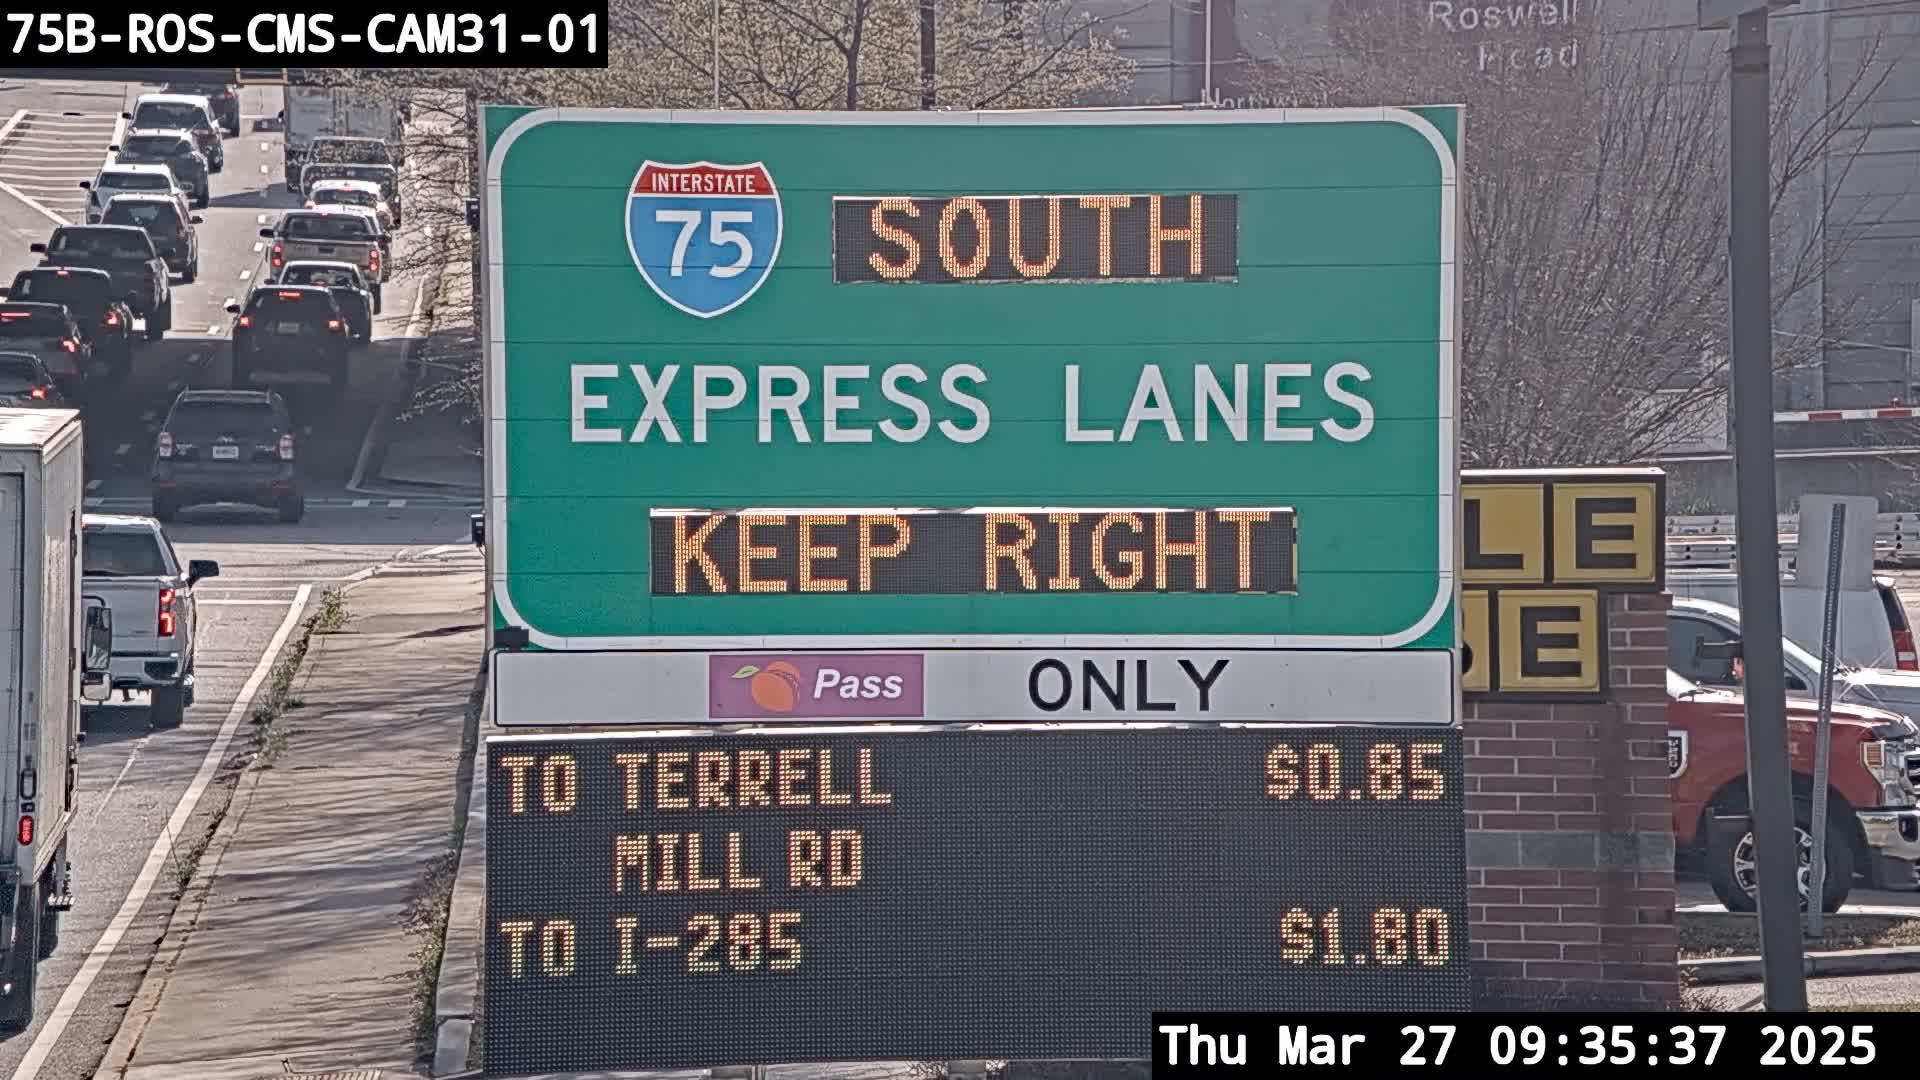 75B-ROS-CMS-CAM31-01
Roswell
Road
INTERSTATE
75
SOUTH
EXPRESS LANES
KEEP RIGHT
Pass ONLY
TO TERRELL $0.85
MILL RD
TO I-285 $1.80
LE
E
Thu Mar 27 09:35:37 2025